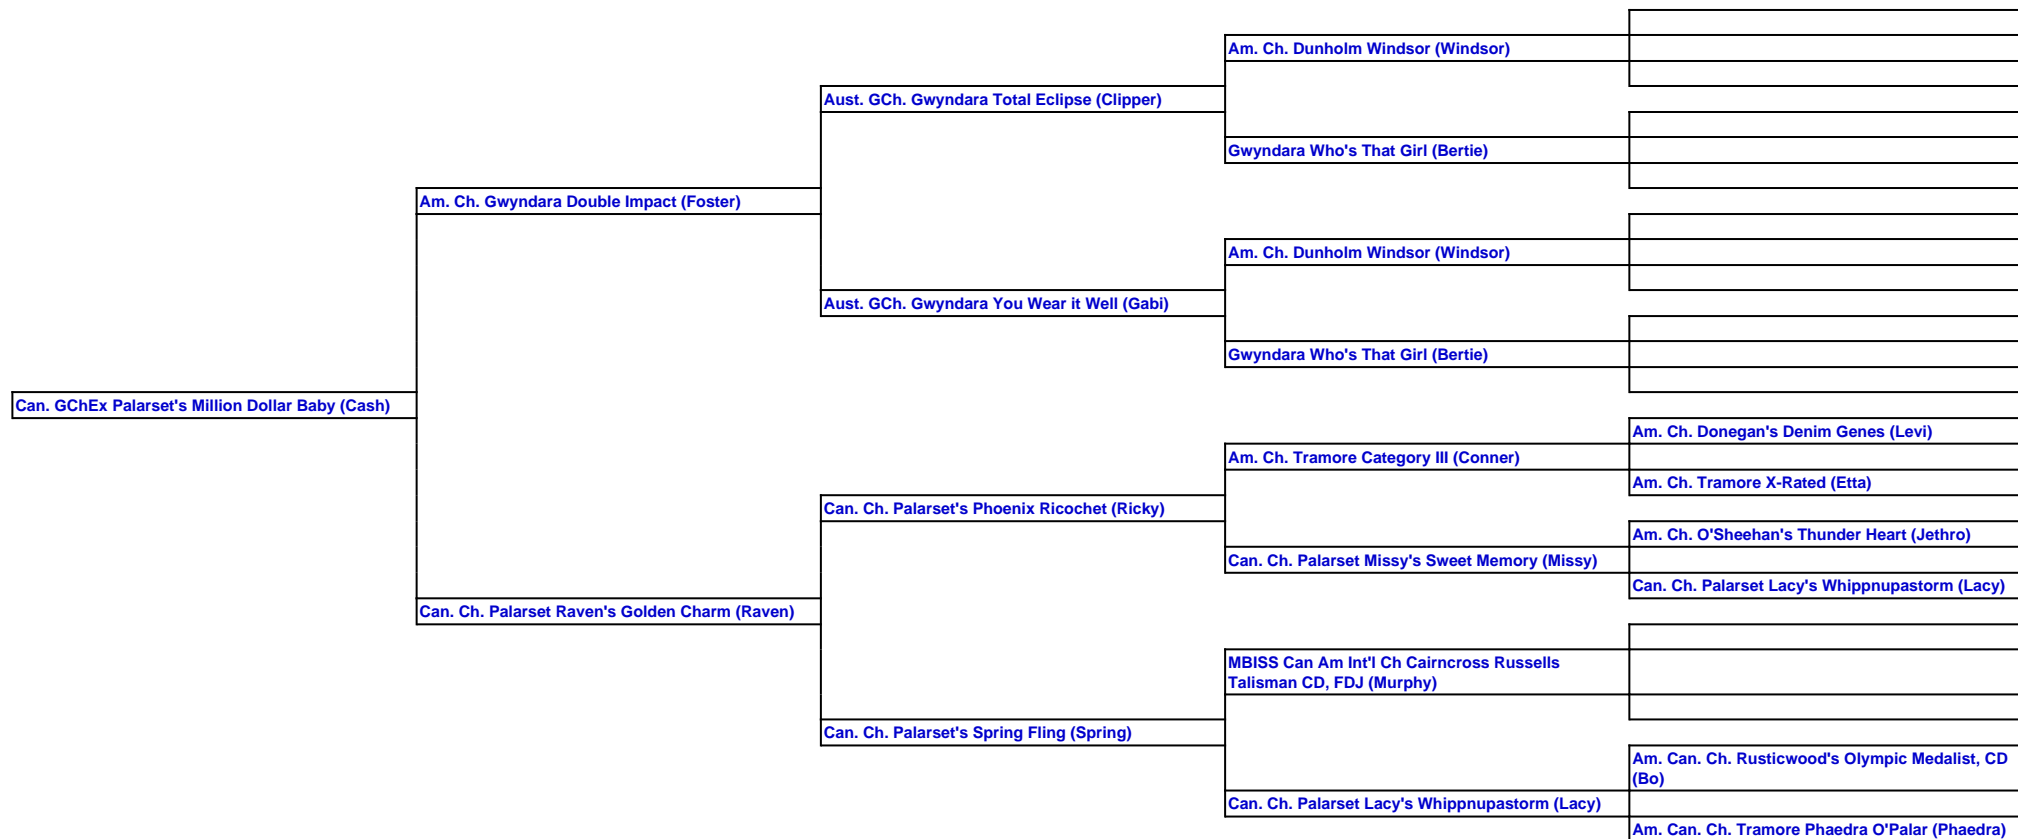 Am. Ch. Dunholm Windsor (Windsor)
Aust. GCh. Gwyndara Total Eclipse (Clipper)
Gwyndara Who's That Girl (Bertie)
Am. Ch. Gwyndara Double Impact (Foster)
Am. Ch. Dunholm Windsor (Windsor)
Aust. GCh. Gwyndara You Wear it Well (Gabi)
Gwyndara Who's That Girl (Bertie)
Can. GChEx Palarset's Million Dollar Baby (Cash)
Am. Ch. Donegan's Denim Genes (Levi)
Am. Ch. Tramore Category III (Conner)
Am. Ch. Tramore X-Rated (Etta)
Can. Ch. Palarset's Phoenix Ricochet (Ricky)
Am. Ch. O'Sheehan's Thunder Heart (Jethro)
Can. Ch. Palarset Missy's Sweet Memory (Missy)
Can. Ch. Palarset Lacy's Whippnupastorm (Lacy)
Can. Ch. Palarset Raven's Golden Charm (Raven)
MBISS Can Am Int'l Ch Cairncross Russells
Talisman CD, FDJ (Murphy)
Can. Ch. Palarset's Spring Fling (Spring)
Am. Can. Ch. Rusticwood's Olympic Medalist, CD
(Bo)
Can. Ch. Palarset Lacy's Whippnupastorm (Lacy)
Am. Can. Ch. Tramore Phaedra O'Palar (Phaedra)